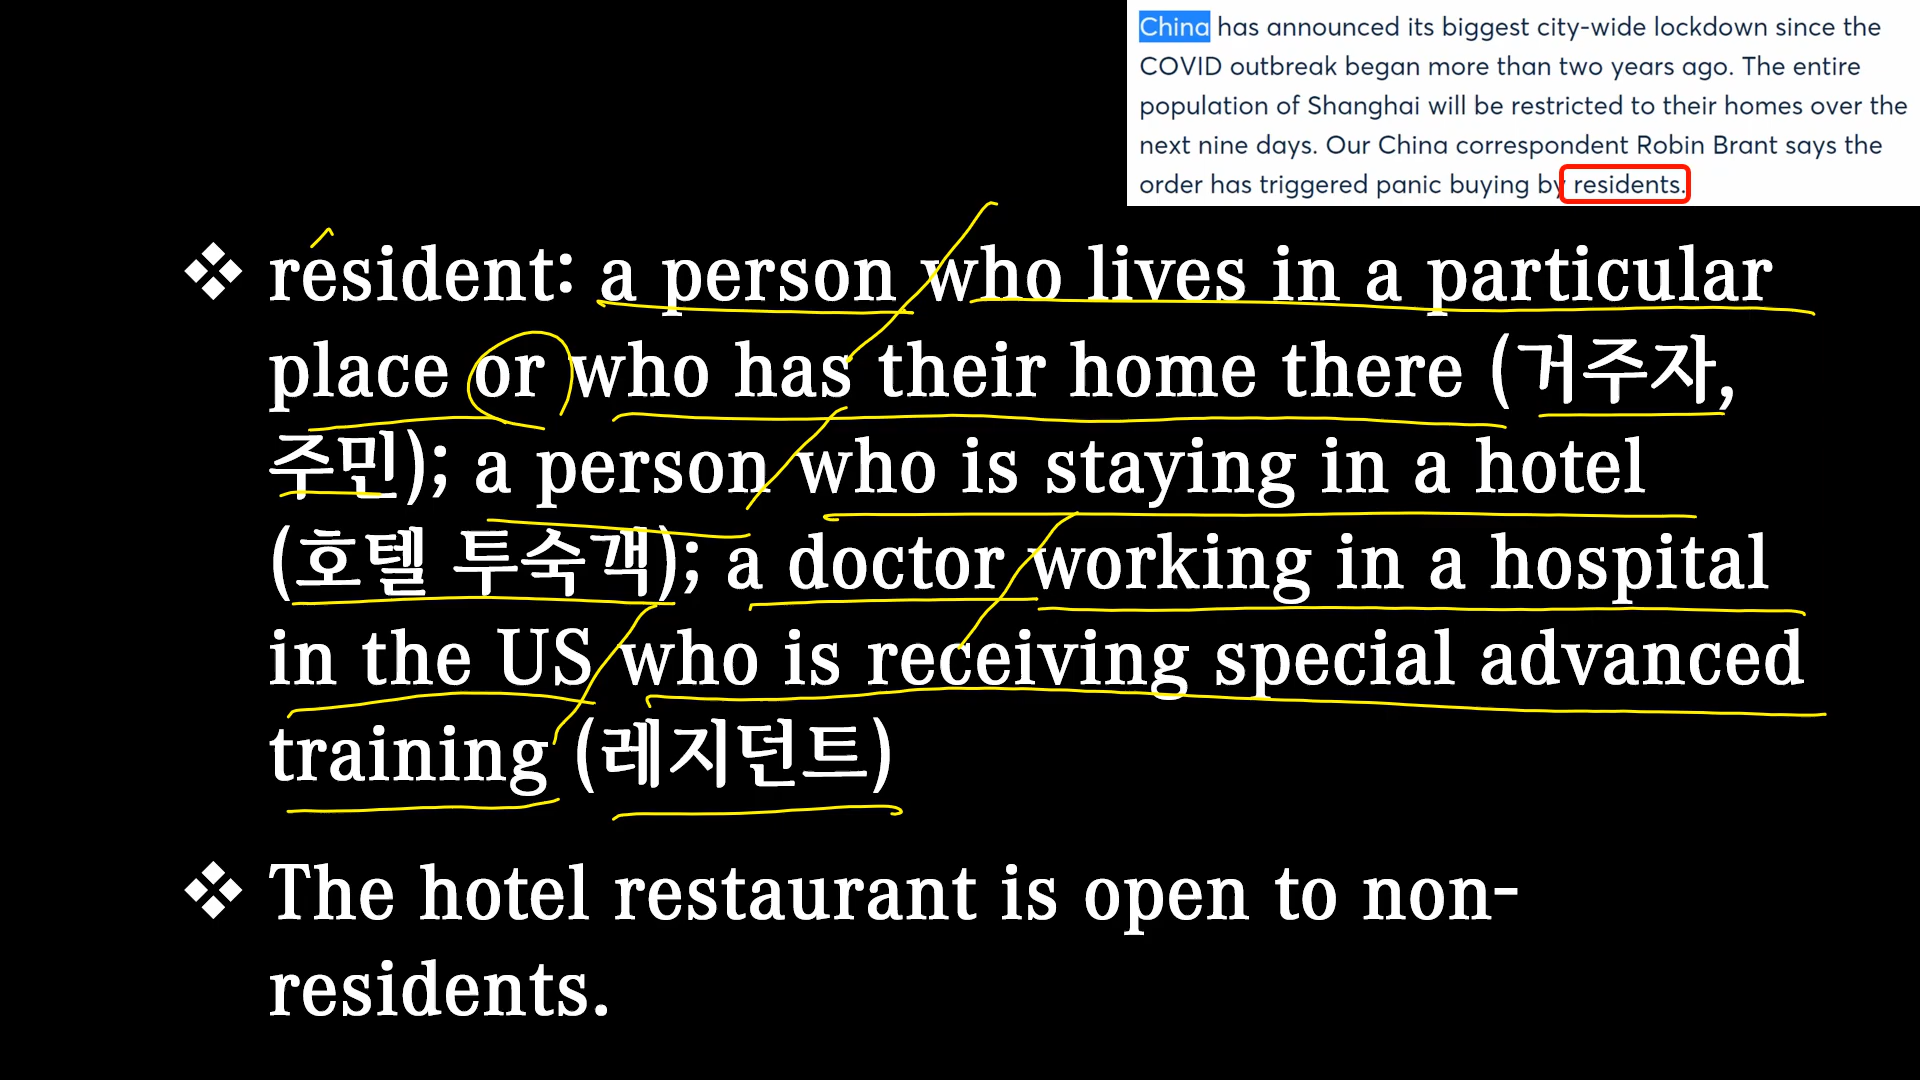 China has announced its biggest city-wide lockdown since the
COVID outbreak began more than two years ago. The entire
population of Shanghai will be restricted to their homes over the
next nine days. Our China correspondent Robin Brant says the
order has triggered panic buying by residents.
❖ resident: a person who lives in a particular
place or who has their home there (거주자,
주민); a person who is staying in a hotel
(호텔 투숙객); a doctor working in a hospital
in the US who is receiving special advanced
training (레지던트)
❖ The hotel restaurant is open to non-
residents.